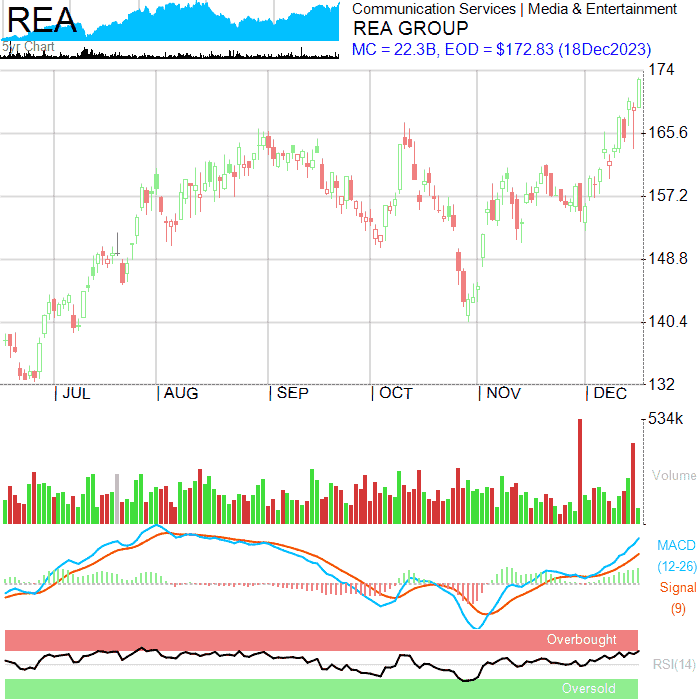 REA
5yr Chart
Communication Services | Media & Entertainment
REA GROUP
MC = 22.3B, EOD = $172.83 (18Dec2023)
174
165.6
157.2
148.8
140.4
132
| JUL | AUG | SEP | OCT | NOV | DEC
534k
Volume
MACD
(12-26)
Signal
(9)
Overbought
RSI(14)
Oversold